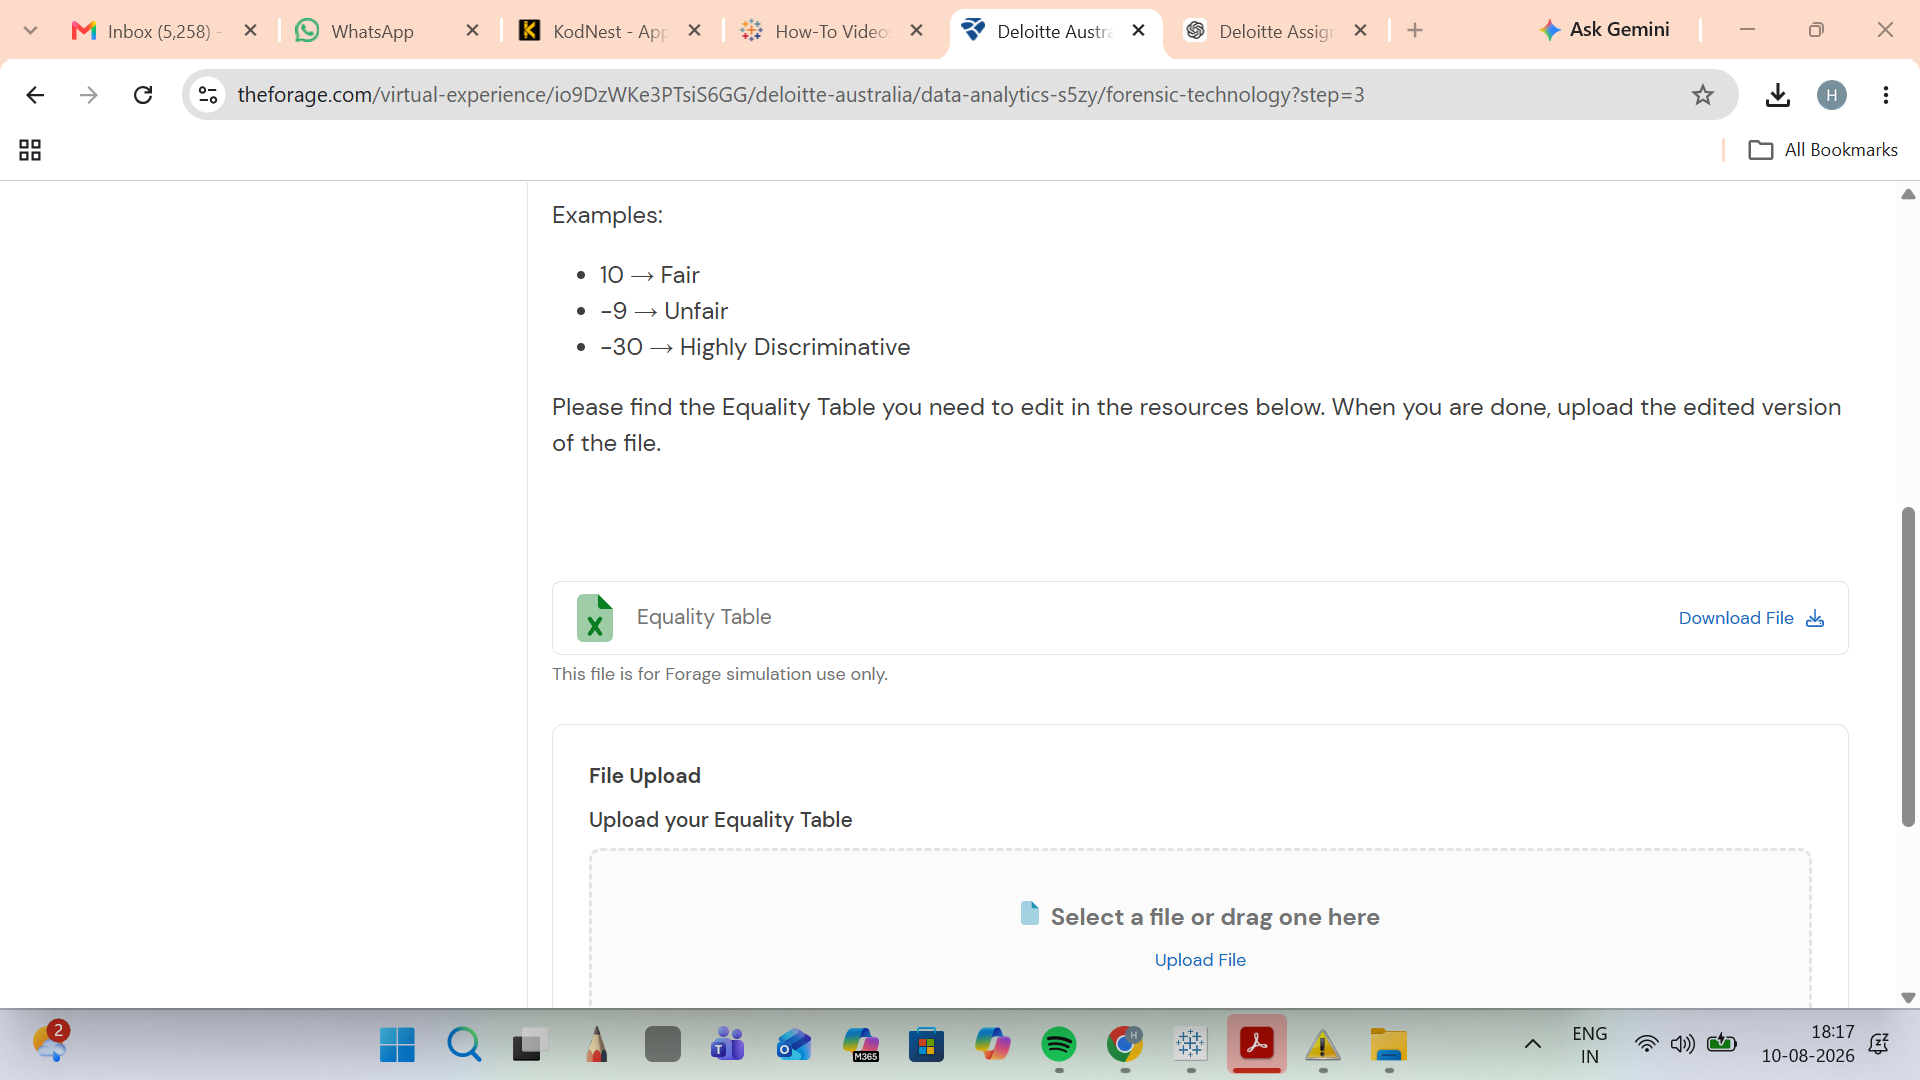 Inbox (5,258) -
WhatsApp
KodNest - App
How-To Video
Deloitte Austra
Deloitte Assig
Ask Gemini
theforage.com/virtual-experience/io9DzWKe3PTsiS6GG/deloitte-australia/data-analytics-s5zy/forensic-technology?step=3
H
All Bookmarks
Examples:
• 10 → Fair
• -9 → Unfair
• -30 → Highly Discriminative
Please find the Equality Table you need to edit in the resources below. When you are done, upload the edited version
of the file.
X
Equality Table
Download File
This file is for Forage simulation use only.
File Upload
Upload your Equality Table
Select a file or drag one here
Upload File
2
T
O
M365
H
ENG
IN
18:17
10-08-2026